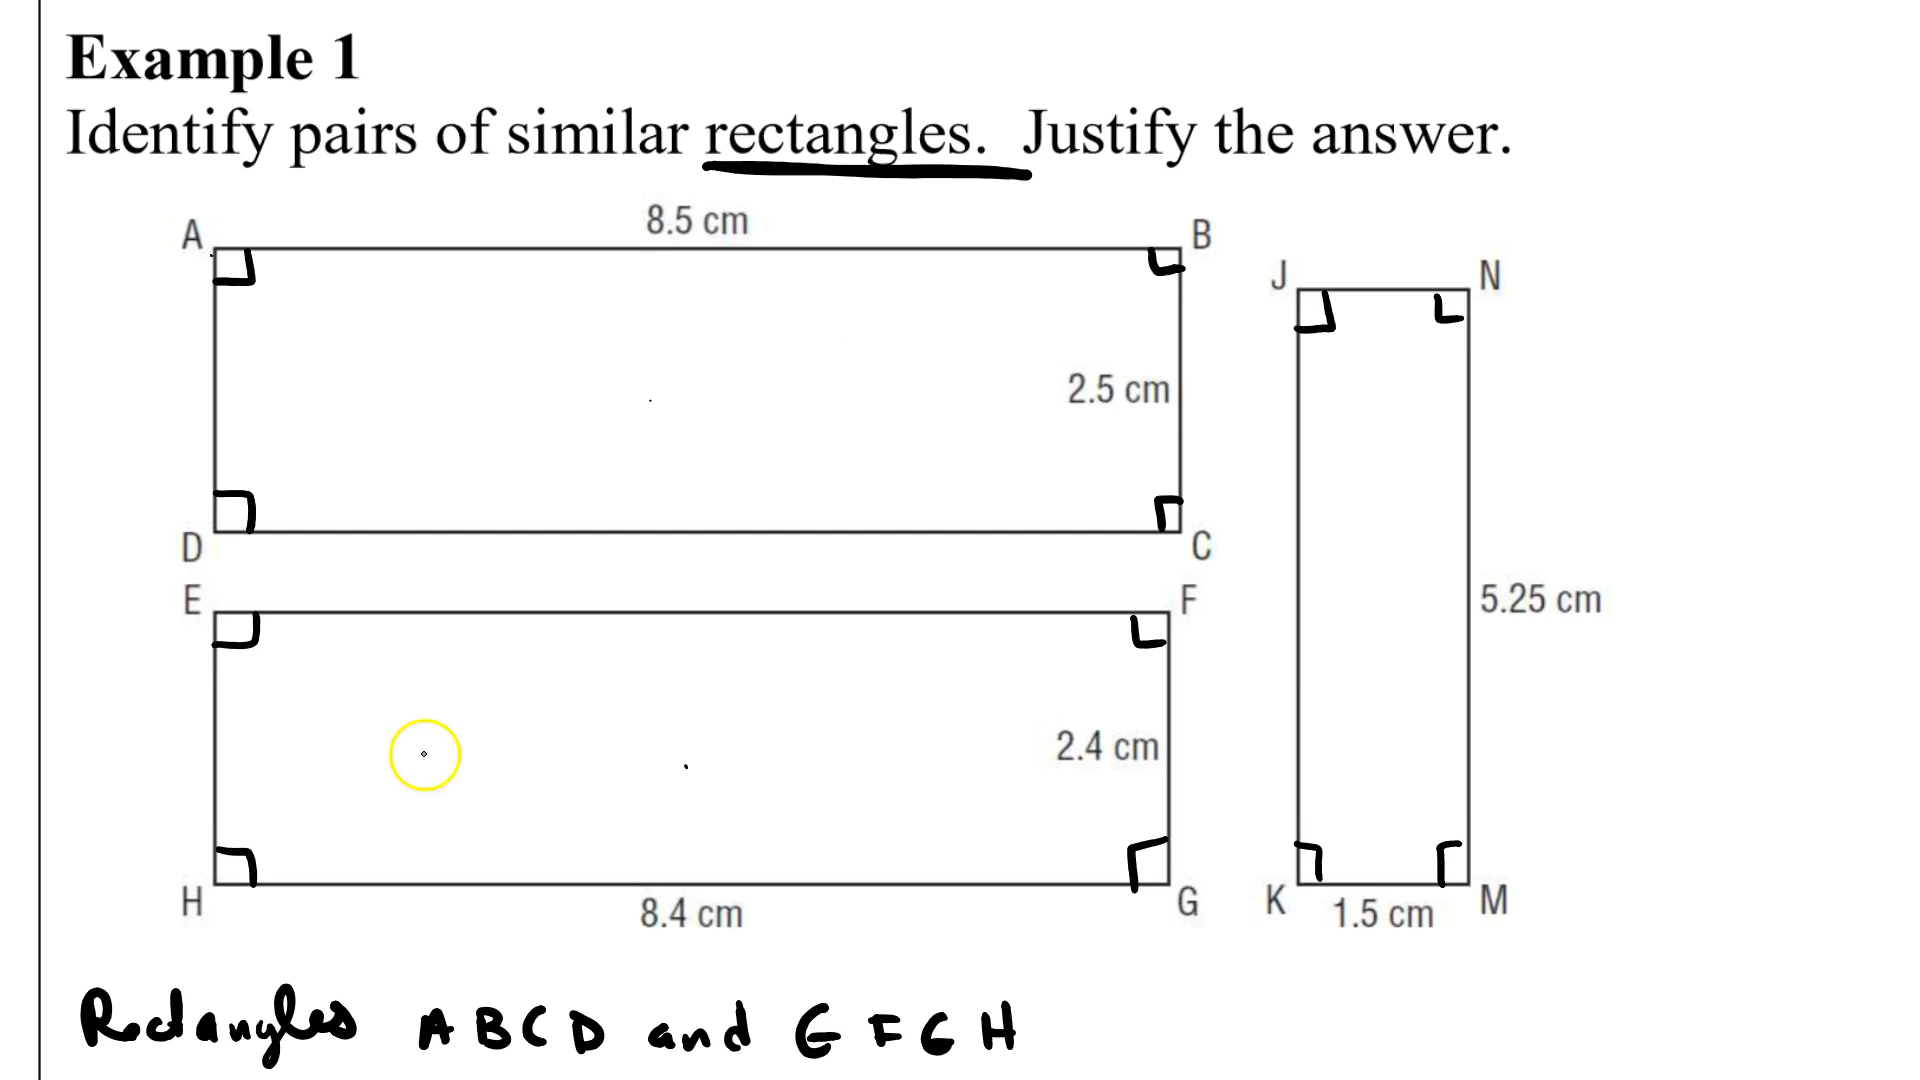 Example 1
Identify pairs of similar rectangles. Justify the answer.
8.5 cm
A
B
J
N
2.5 cm
D
C
E
F
5.25 cm
2.4 cm
H
G
K
M
8.4 cm
1.5 cm
Rectangles ABCD and EFGH